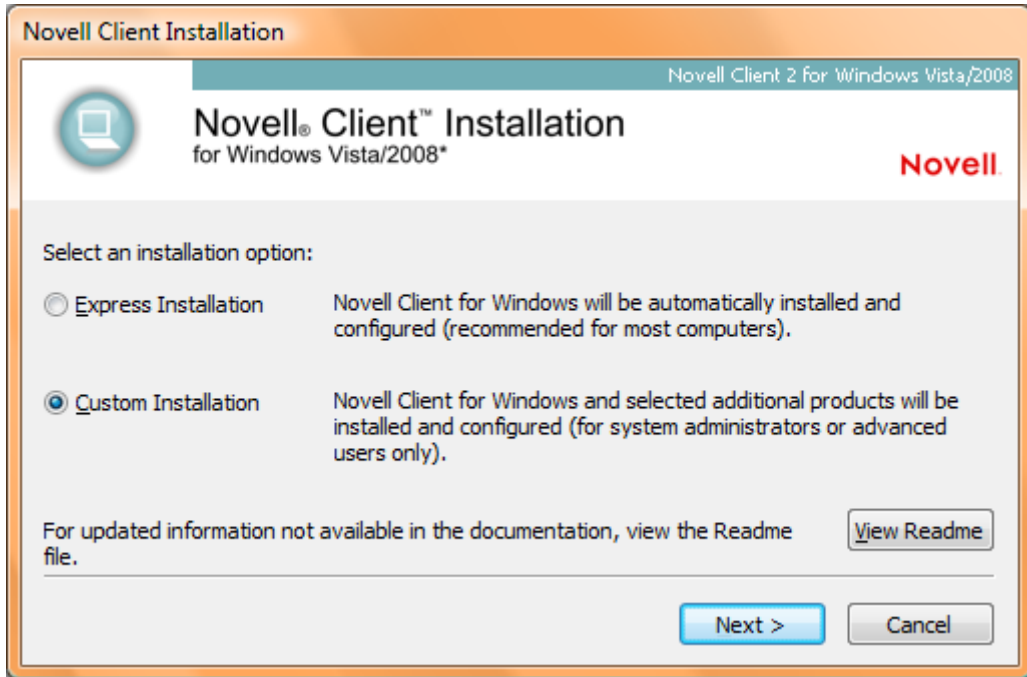 Novell Client Installation
Novell Client 2 for Windows Vista/2008
Novell® Client™ Installation
for Windows Vista/2008*
Novell.
Select an installation option:
Express Installation
Novell Client for Windows will be automatically installed and
configured (recommended for most computers).
Custom Installation
Novell Client for Windows and selected additional products will be
installed and configured (for system administrators or advanced
users only).
For updated information not available in the documentation, view the Readme
file.
View Readme
Next >
Cancel